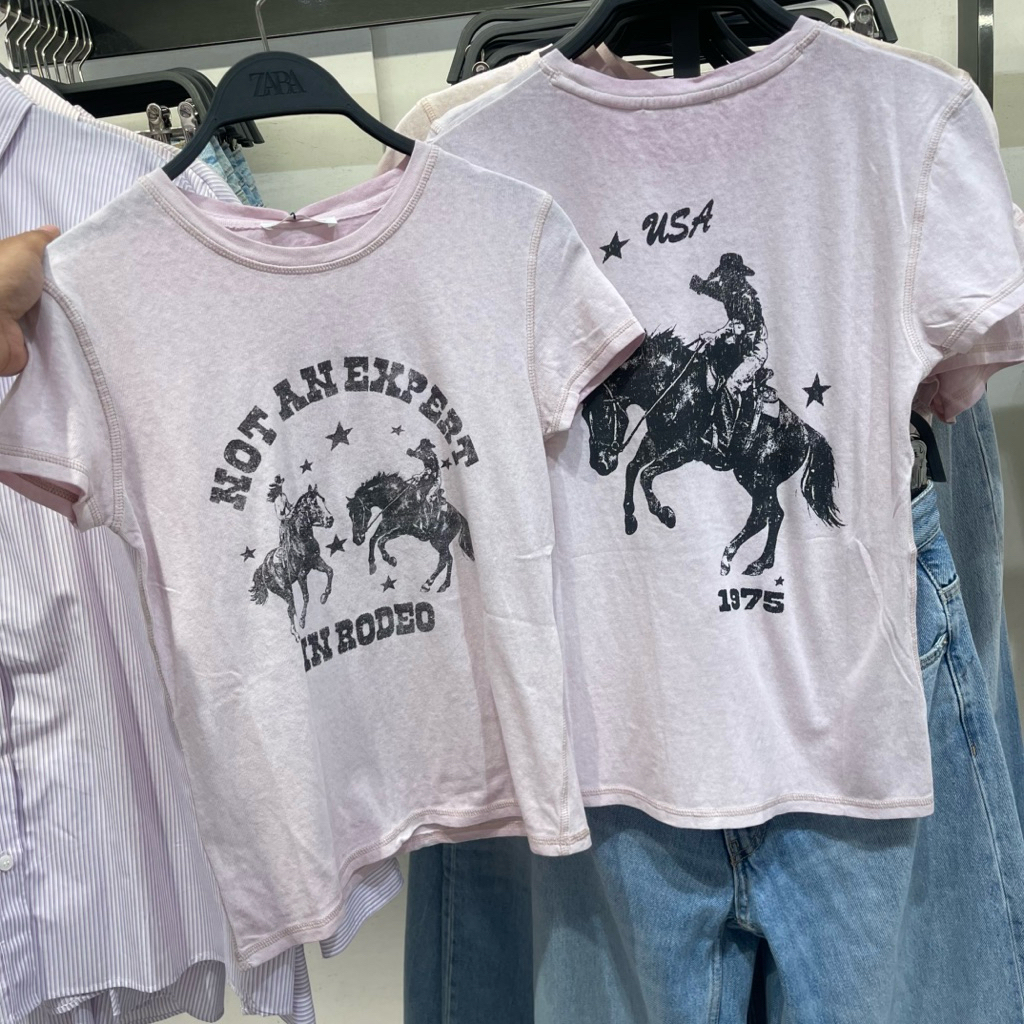 ZARA
NOT AN EXPERT
IN RODEO
USA
1975